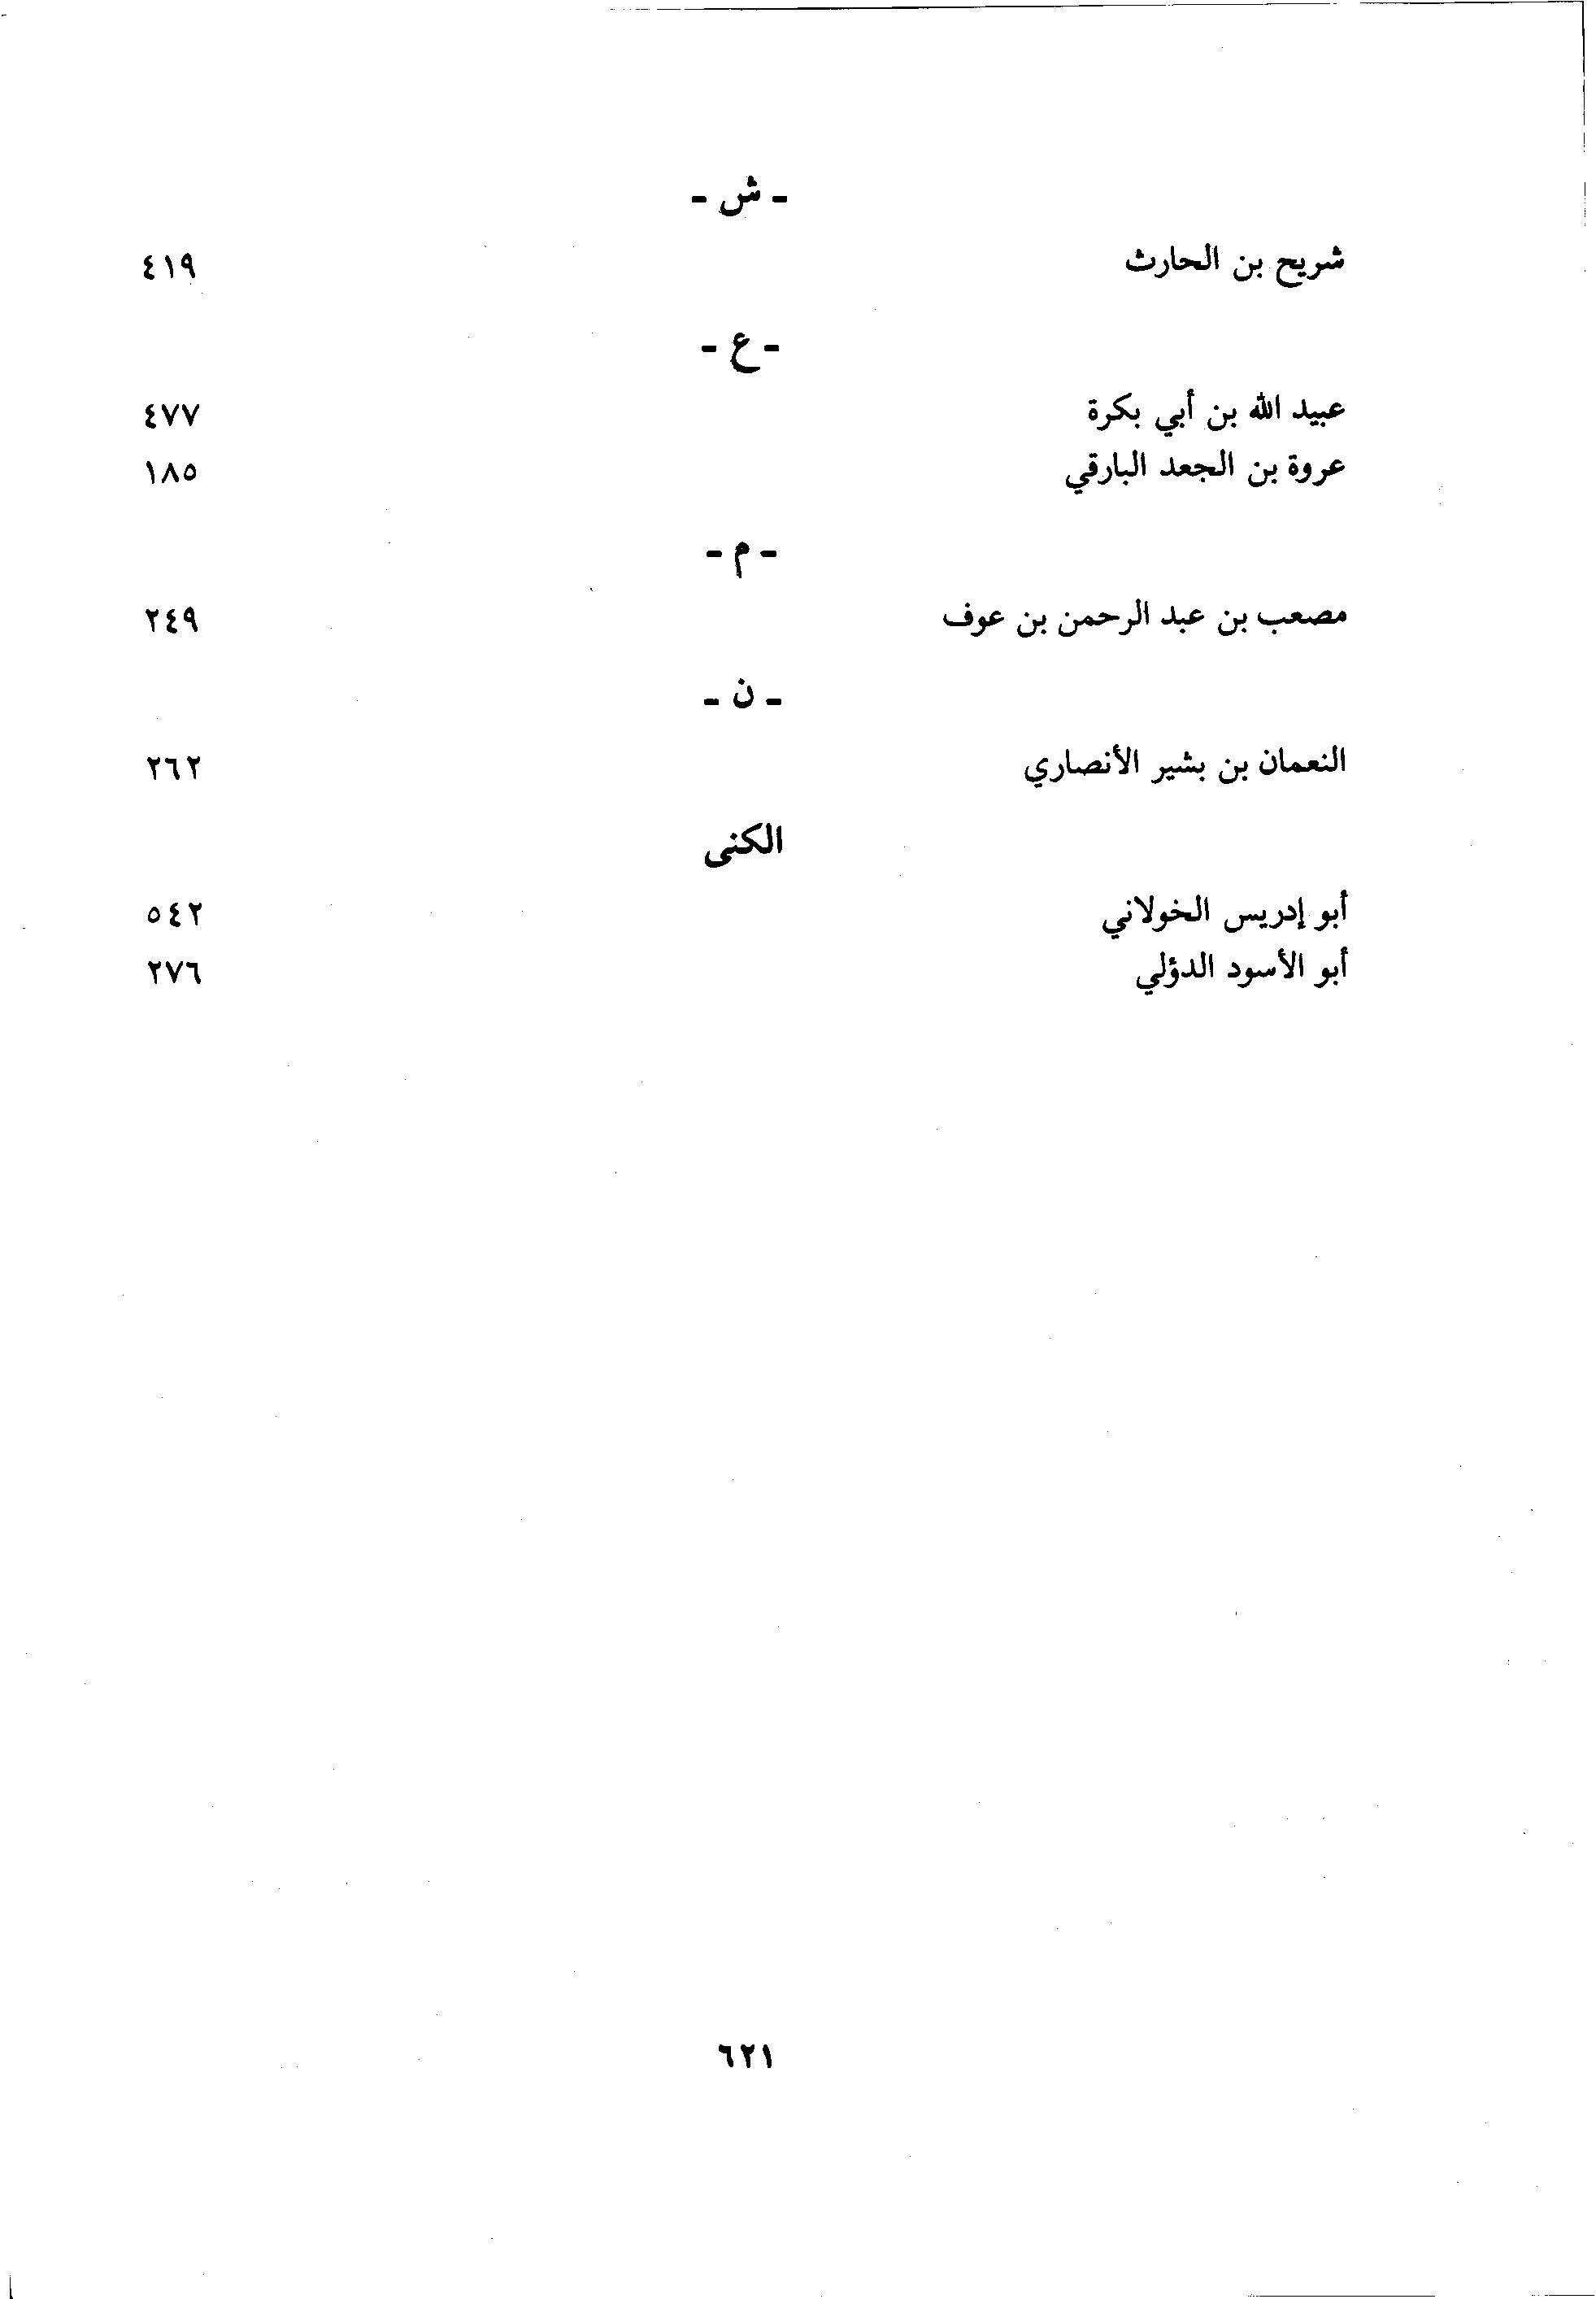 - ش -
شريح بن الحارث ٤١٩
- ع -
عبيد الله بن أبي بكرة ٤٧٧
عروة بن الجعد البارقي ١٨٥
- م -
مصعب بن عبد الرحمن بن عوف ٢٤٩
- ن -
النعمان بن بشير الأنصاري ٢٦٢
الكنى
أبو إدريس الخولاني ٥٤٢
أبو الأسود الدؤلي ٢٧٦
٦٢١